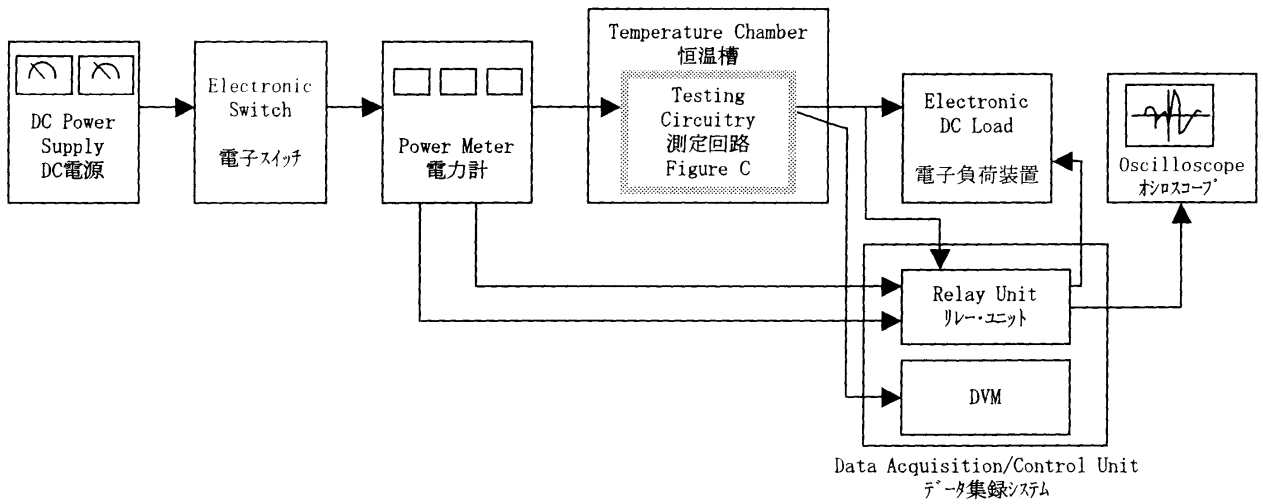 DC Power
Supply
DC電源
Electronic
Switch
電子スイッチ
Power Meter
電力計
Temperature Chamber
恒温槽
Testing
Circuitry
測定回路
Figure C
Electronic
DC Load
電子負荷装置
Oscilloscope
オシロスコープ
Relay Unit
リレー・ユニット
DVM
Data Acquisition/Control Unit
データ集録システム